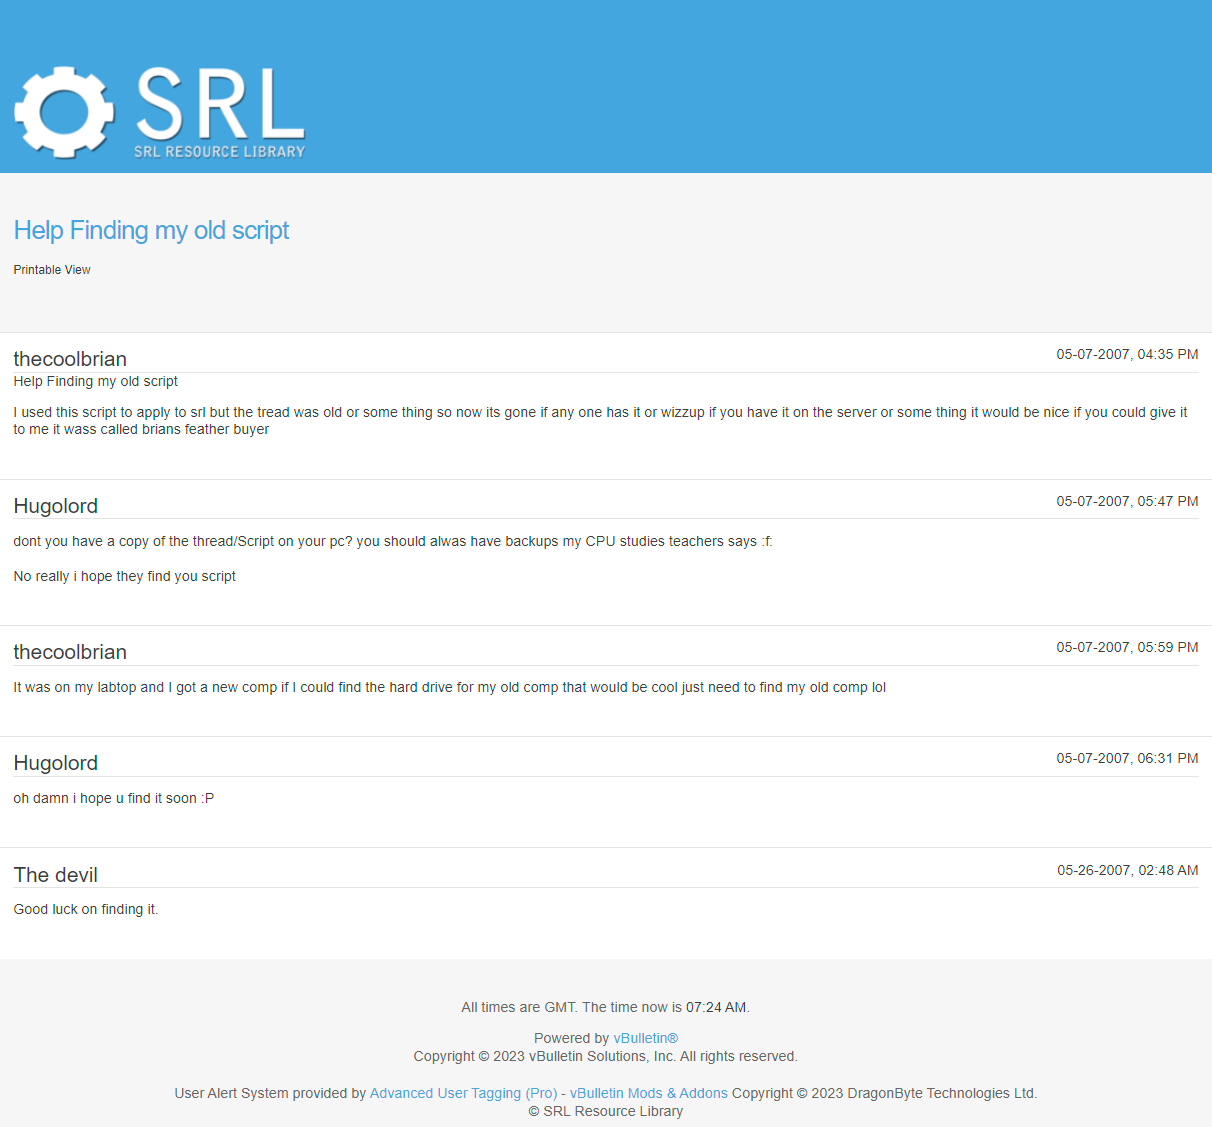 SRL
SRL RESOURCE LIBRARY
Help Finding my old script
Printable View
thecoolbrian
05-07-2007, 04:35 PM
Help Finding my old script
I used this script to apply to srl but the tread was old or some thing so now its gone if any one has it or wizzup if you have it on the server or some thing it would be nice if you could give it
to me it wass called brians feather buyer
Hugolord
05-07-2007, 05:47 PM
dont you have a copy of the thread/Script on your pc? you should alwas have backups my CPU studies teachers says :f:
No really i hope they find you script
thecoolbrian
05-07-2007, 05:59 PM
It was on my labtop and I got a new comp if I could find the hard drive for my old comp that would be cool just need to find my old comp lol
Hugolord
05-07-2007, 06:31 PM
oh damn i hope u find it soon :P
The devil
05-26-2007, 02:48 AM
Good luck on finding it.
All times are GMT. The time now is 07:24 AM.
Powered by vBulletin®
Copyright © 2023 vBulletin Solutions, Inc. All rights reserved.
User Alert System provided by Advanced User Tagging (Pro) - vBulletin Mods & Addons Copyright © 2023 DragonByte Technologies Ltd.
© SRL Resource Library